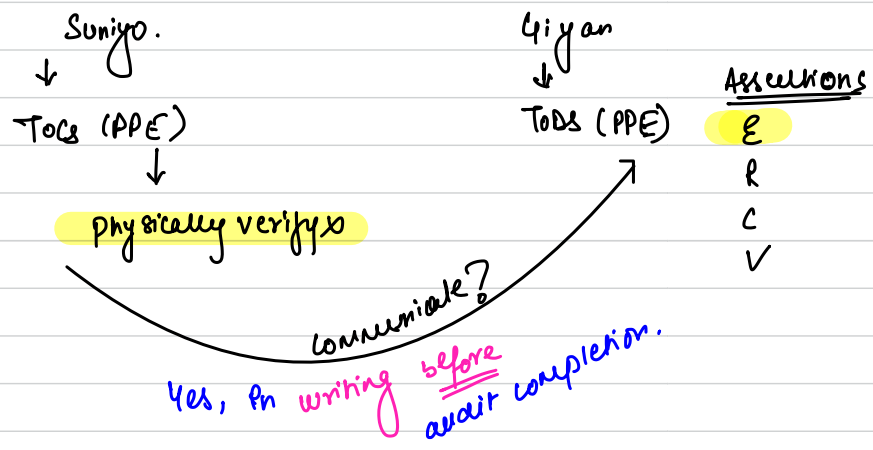 Suniyo.
Giyan
↓
↓
Assertions
TOCs (PPE)
TODs (PPE)
E
↓
R
physically verify x
C
V
communicate?
Yes, in writing before
audit completion.